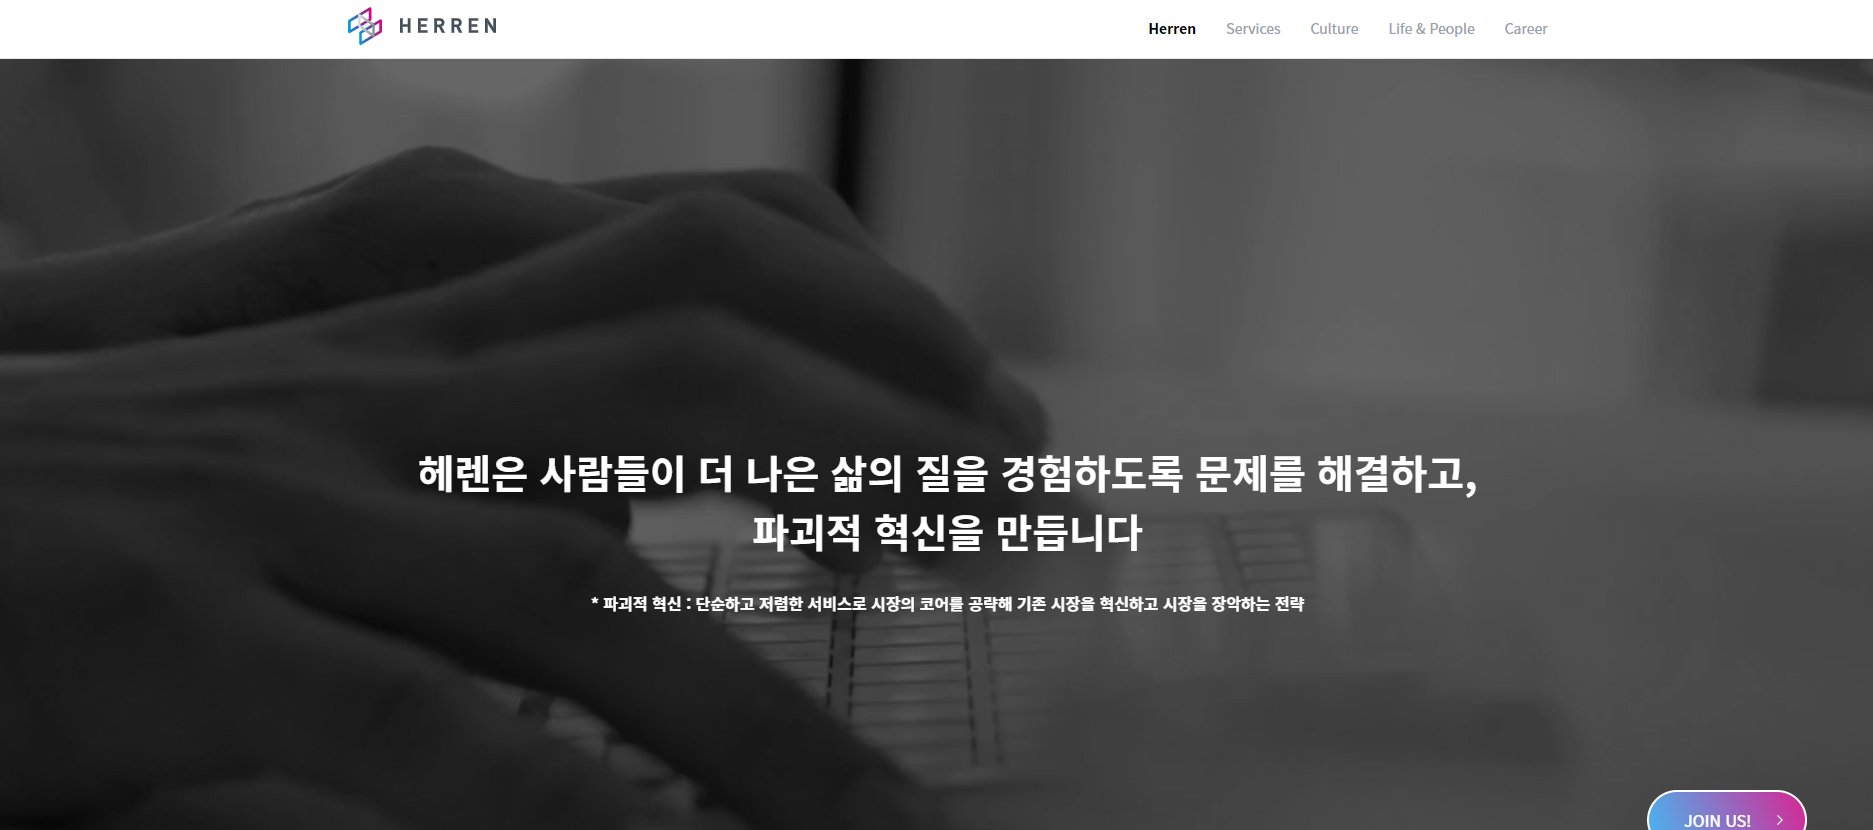 HERREN
Herren Services Culture Life & People Career
헤렌은 사람들이 더 나은 삶의 질을 경험하도록 문제를 해결하고,
파괴적 혁신을 만듭니다
* 파괴적 혁신 : 단순하고 저렴한 서비스로 시장의 코어를 공략해 기존 시장을 혁신하고 시장을 장악하는 전략
JOIN US!